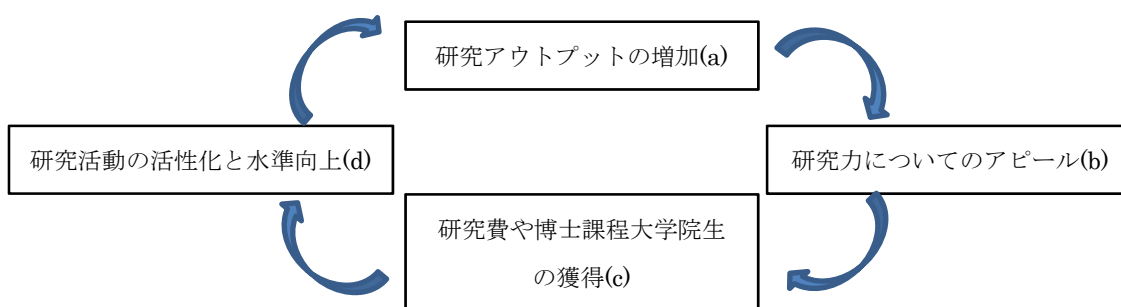 研究アウトプットの増加(a)
研究活動の活性化と水準向上(d)
研究力についてのアピール(b)
研究費や博士課程大学院生
の獲得(c)